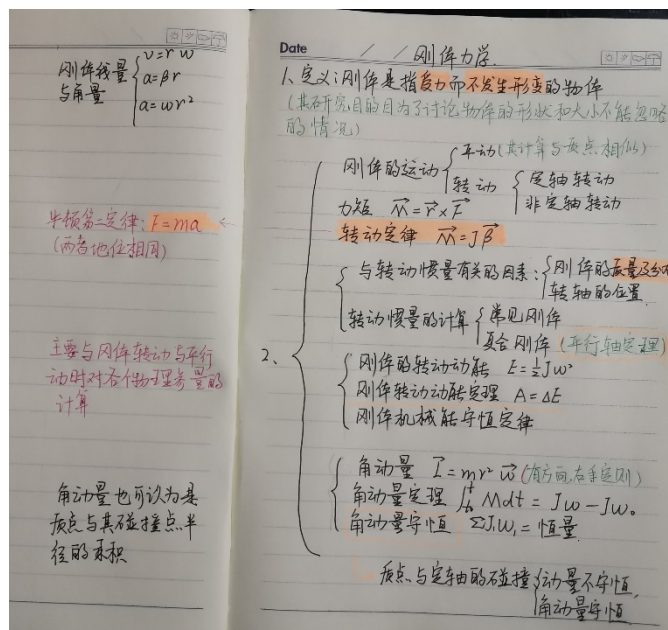 刚体线量
与角量
v=rω
a=βr
a=ωr²
牛顿第二定律: F=ma
(两者地位相同)
主要与刚体转动与平行
动时对各个物理量的
计算
角动量也可认为是
质点与其碰撞点半
径的乘积
Date / / 刚体力学.
1、定义:刚体是指受力而不发生形变的物体
(其研究目的目为了讨论物体的形状和大小不能忽略
的情况)
2、
刚体的运动
平动(其计算与质点相似)
转动
定轴转动
非定轴转动
力矩 M=r×F
转动定律 M=Jβ
与转动惯量有关的因素:
刚体的质量及分布
转轴的位置
转动惯量的计算
常见刚体
复合刚体 (平行轴定理)
刚体的转动动能 E=½Jω²
刚体转动动能定理 A=ΔE
刚体机械能守恒定律
角动量 L=mr²ω (有方向,右手定则)
角动量定理 ∫Mdt = Jω-Jω₀
角动量守恒 ΣJᵢωᵢ=恒量
质点与定轴的碰撞
动量不守恒,
角动量守恒